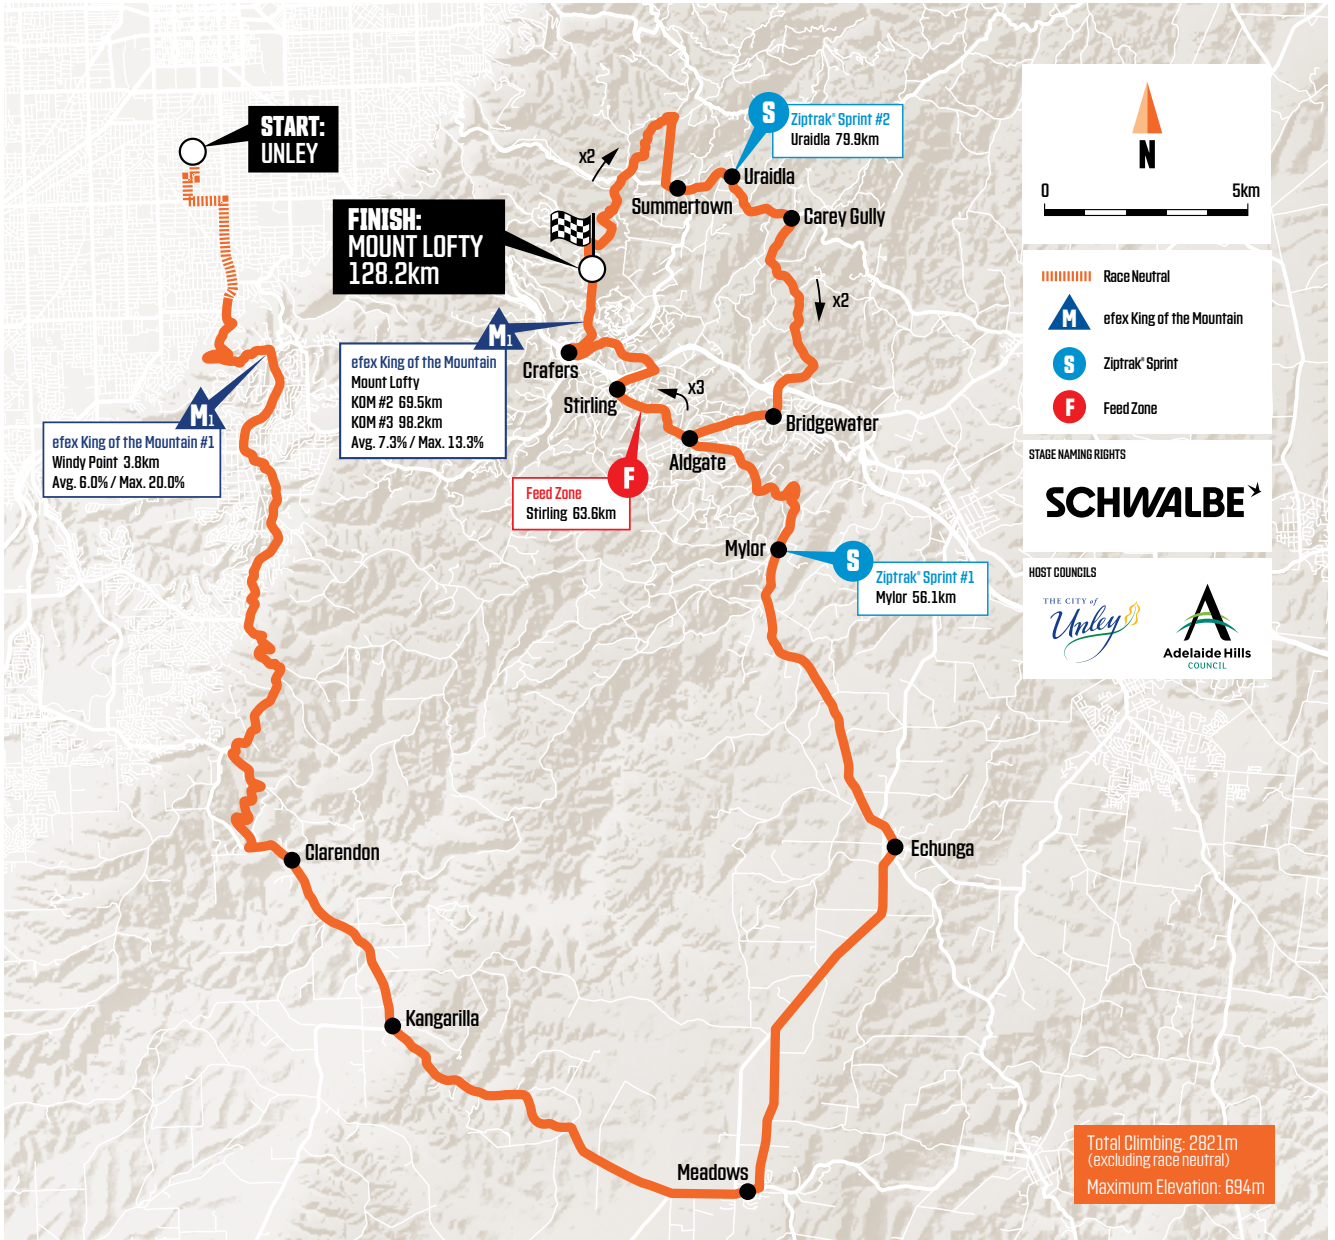 START:
UNLEY
FINISH:
MOUNT LOFTY
128.2km
x2
S
Ziptrak® Sprint #2
Uraidla 79.9km
Uraidla
Summertown
Carey Gully
x2
M1
efex King of the Mountain
Mount Lofty
KOM #2 69.5km
KOM #3 98.2km
Avg. 7.3% / Max. 13.3%
Crafers
Stirling
x3
Bridgewater
Aldgate
M1
efex King of the Mountain #1
Windy Point 3.8km
Avg. 6.0% / Max. 20.0%
F
Feed Zone
Stirling 63.6km
Mylor
S
Ziptrak® Sprint #1
Mylor 56.1km
Clarendon
Echunga
Kangarilla
Meadows
N
0 5km
Race Neutral
M
efex King of the Mountain
S
Ziptrak® Sprint
F
Feed Zone
STAGE NAMING RIGHTS
SCHWALBE
HOST COUNCILS
THE CITY of
Unley
Adelaide Hills
COUNCIL
Total Climbing: 2821m
(excluding race neutral)
Maximum Elevation: 694m